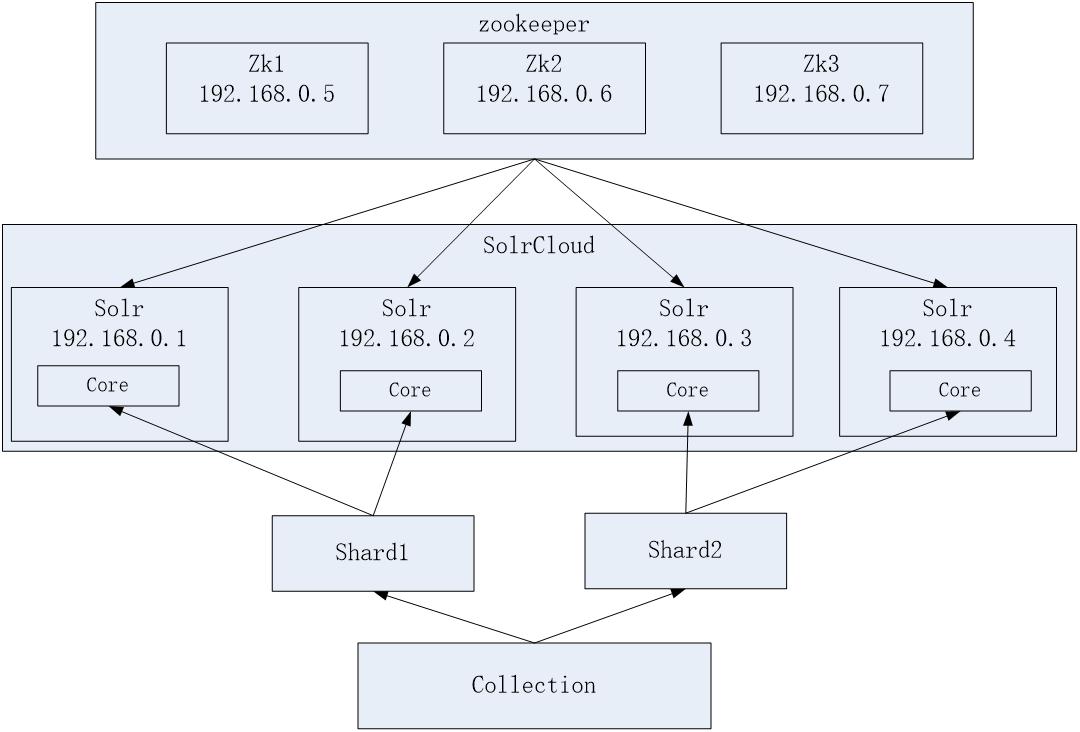 zookeeper
Zk1
192.168.0.5
Zk2
192.168.0.6
Zk3
192.168.0.7
SolrCloud
Solr
192.168.0.1
Core
Solr
192.168.0.2
Core
Solr
192.168.0.3
Core
Solr
192.168.0.4
Core
Shard1
Shard2
Collection